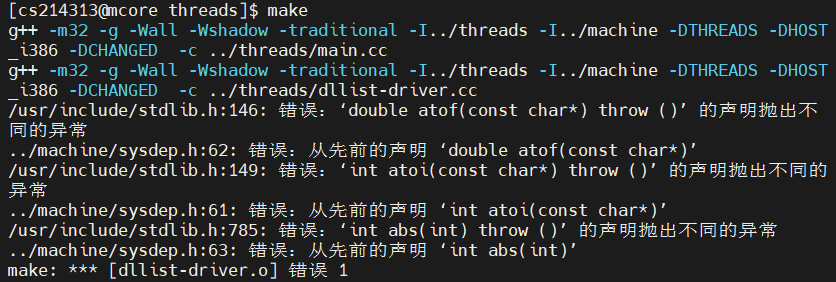 [cs214313@mcore threads]$ make
g++ -m32 -g -Wall -Wshadow -traditional -I../threads -I../machine -DTHREADS -DHOST
_i386 -DCHANGED  -c ../threads/main.cc
g++ -m32 -g -Wall -Wshadow -traditional -I../threads -I../machine -DTHREADS -DHOST
_i386 -DCHANGED  -c ../threads/dllist-driver.cc
/usr/include/stdlib.h:146: 错误：‘double atof(const char*) throw ()’ 的声明抛出不
同的异常
../machine/sysdep.h:62: 错误：从先前的声明 ‘double atof(const char*)’
/usr/include/stdlib.h:149: 错误：‘int atoi(const char*) throw ()’ 的声明抛出不同的
异常
../machine/sysdep.h:61: 错误：从先前的声明 ‘int atoi(const char*)’
/usr/include/stdlib.h:785: 错误：‘int abs(int) throw ()’ 的声明抛出不同的异常
../machine/sysdep.h:63: 错误：从先前的声明 ‘int abs(int)’
make: *** [dllist-driver.o] 错误 1